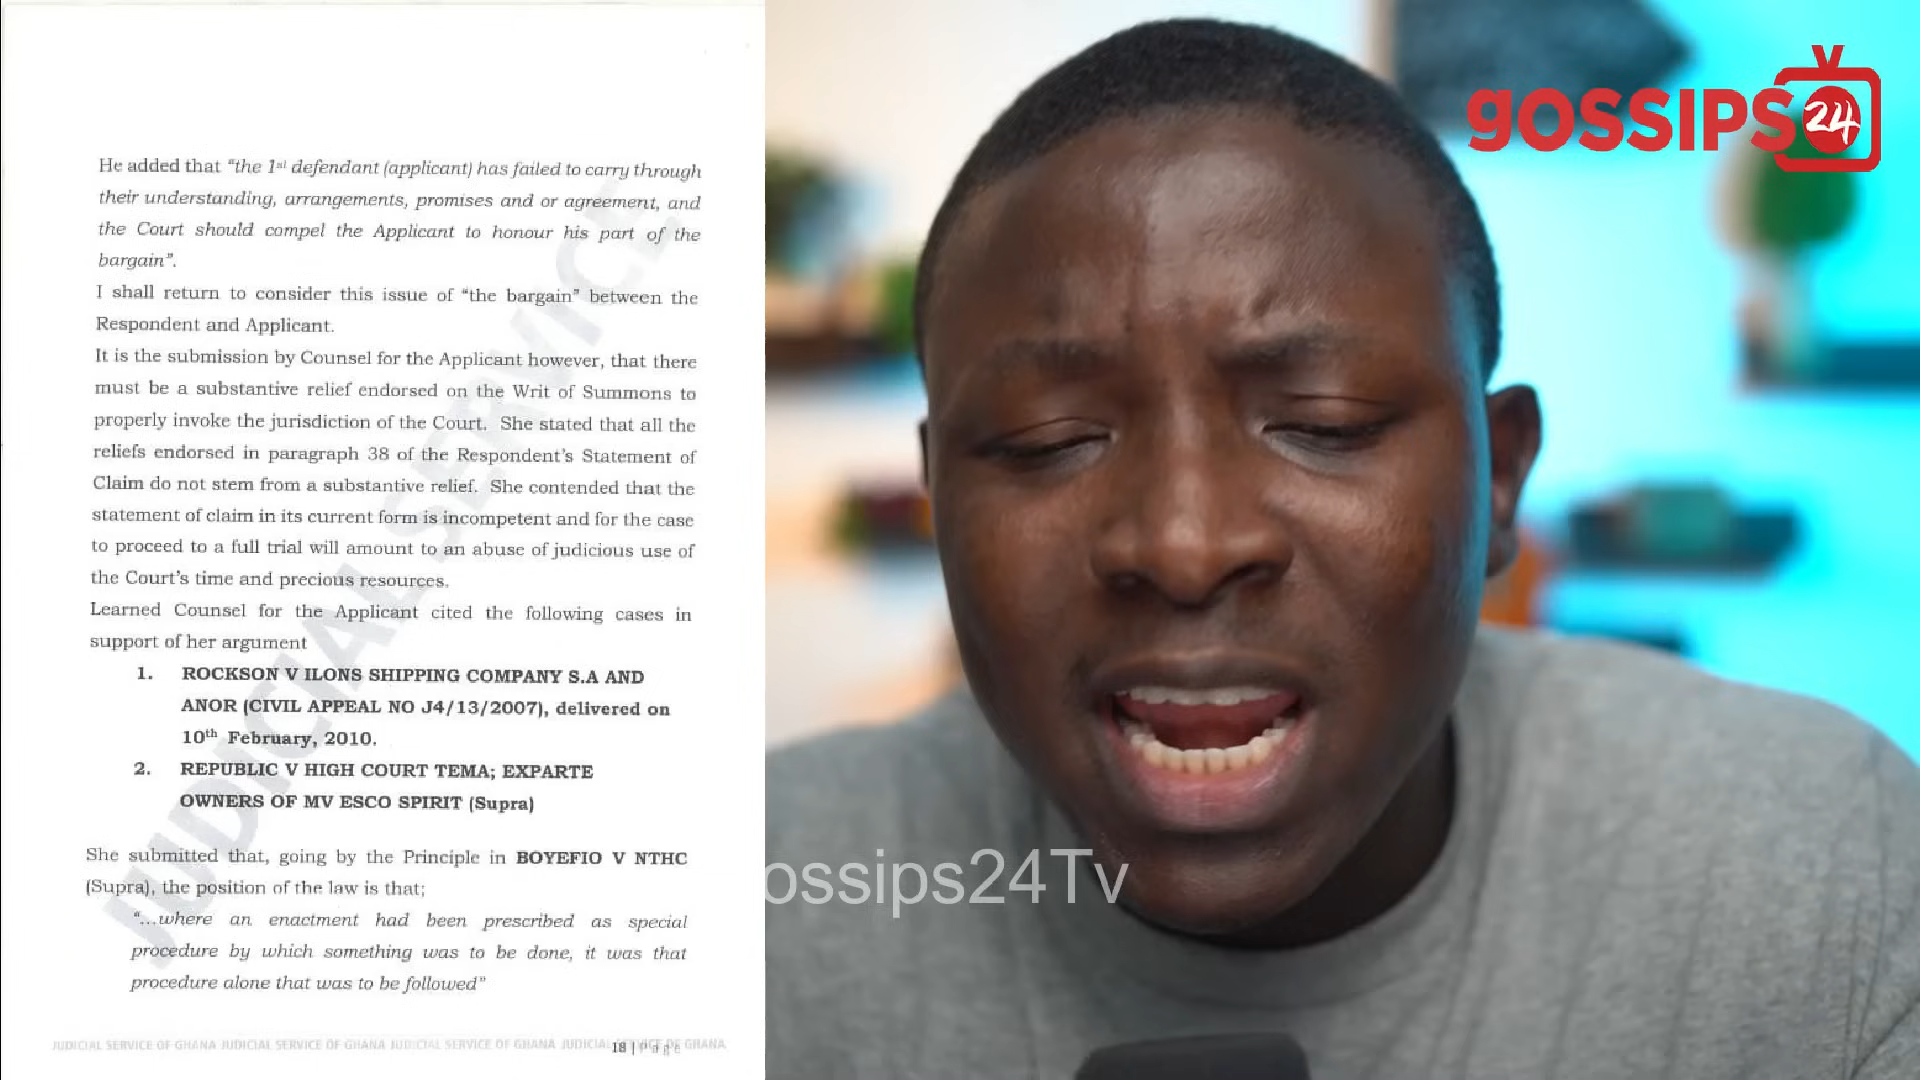 He added that “the 1st defendant (applicant) has failed to carry through
their understanding, arrangements, promises and or agreement, and
the Court should compel the Applicant to honour his part of the
bargain”.
I shall return to consider this issue of “the bargain” between the
Respondent and Applicant.
It is the submission by Counsel for the Applicant however, that there
must be a substantive relief endorsed on the Writ of Summons to
properly invoke the jurisdiction of the Court. She stated that all the
reliefs endorsed in paragraph 38 of the Respondent’s Statement of
Claim do not stem from a substantive relief. She contended that the
statement of claim in its current form is incompetent and for the case
to proceed to a full trial will amount to an abuse of judicious use of
the Court’s time and precious resources.
Learned Counsel for the Applicant cited the following cases in
support of her argument
1. ROCKSON V ILONS SHIPPING COMPANY S.A AND
ANOR (CIVIL APPEAL NO J4/13/2007), delivered on
10th February, 2010.
2. REPUBLIC V HIGH COURT TEMA; EXPARTE
OWNERS OF MV ESCO SPIRIT (Supra)
She submitted that, going by the Principle in BOYEFIO V NTHC
(Supra), the position of the law is that;
“...where an enactment had been prescribed as special
procedure by which something was to be done, it was that
procedure alone that was to be followed”
JUDICIAL SERVICE OF GHANA JUDICIAL SERVICE OF GHANA JUDICIAL SERVICE OF GHANA JUDICIAL SERVICE OF GHANA
18 | Page
JUDICIAL SERVICE
gOSSIPS 24
ossips24Tv